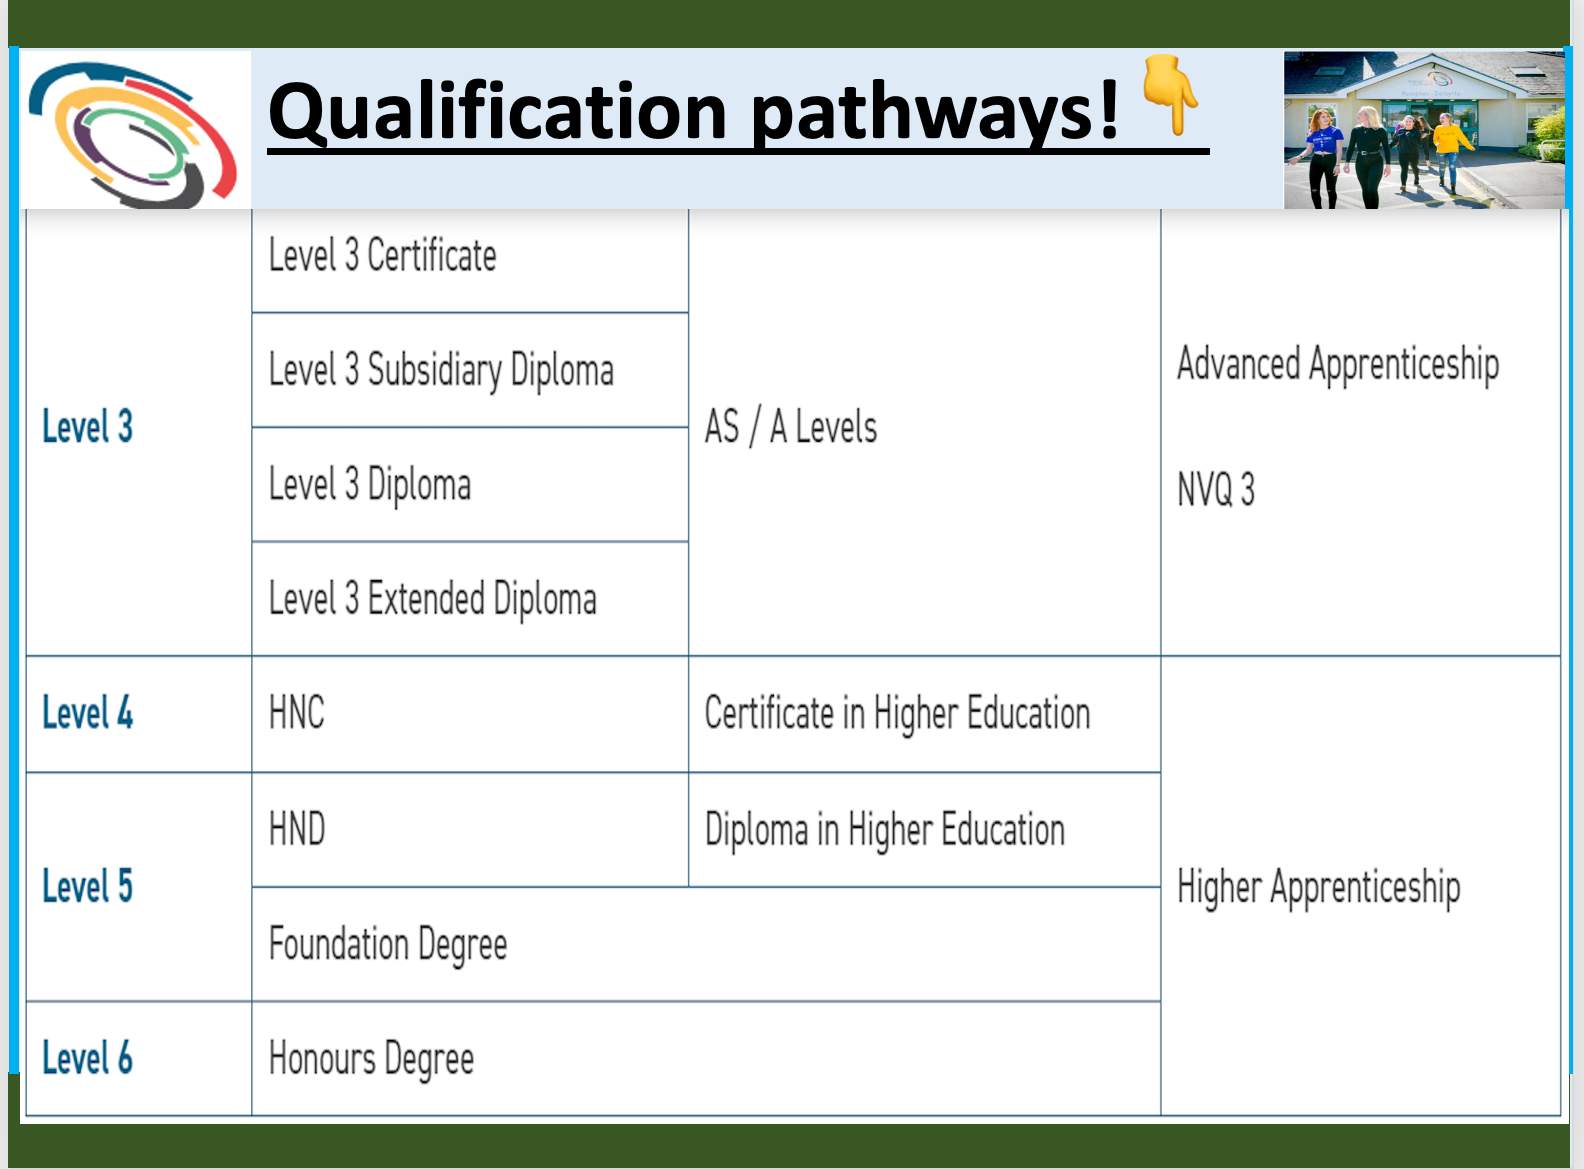 Qualification pathways!
Level 3
Level 3 Certificate
Level 3 Subsidiary Diploma
Level 3 Diploma
Level 3 Extended Diploma
AS / A Levels
Advanced Apprenticeship
NVQ 3
Level 4
HNC
Certificate in Higher Education
Level 5
HND
Diploma in Higher Education
Foundation Degree
Higher Apprenticeship
Level 6
Honours Degree